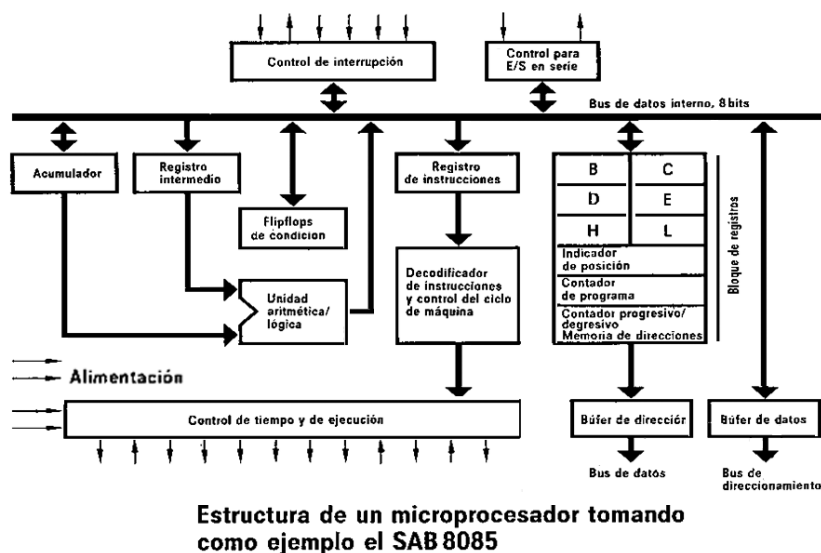 Control de interrupción
Control para
E/S en serie
Bus de datos interno, 8 bits
Acumulador
Registro
intermedio
Registro
de instrucciones
B
C
D
E
H
L
Indicador
de posición
Contador
de programa
Contador progresivo/
degresivo
Memoria de direcciones
Bloque de registros
Flipflops
de condicion
Unidad
aritmética/
lógica
Decodificador
de instrucciones
y control del ciclo
de máquina
Alimentación
Control de tiempo y de ejecución
Búfer de direcciór
Búfer de datos
Bus de datos
Bus de
direccionamiento
Estructura de un microprocesador tomando
como ejemplo el SAB 8085